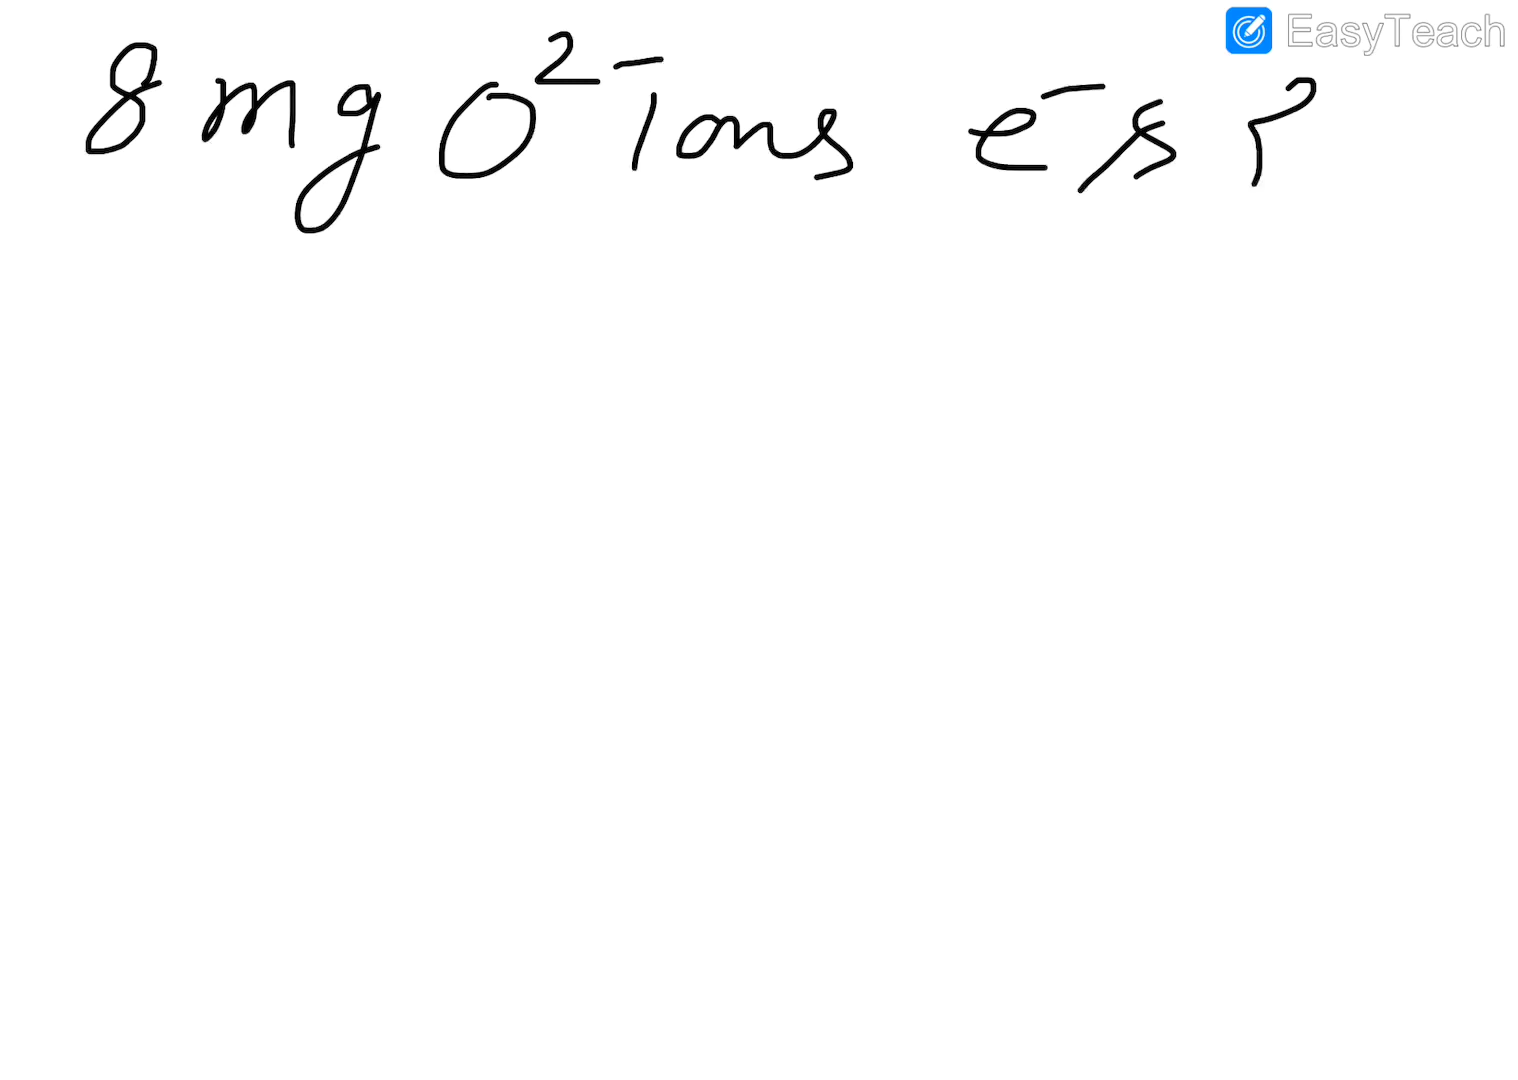 EasyTeach
8 mg O²⁻ ions e⁻s ?